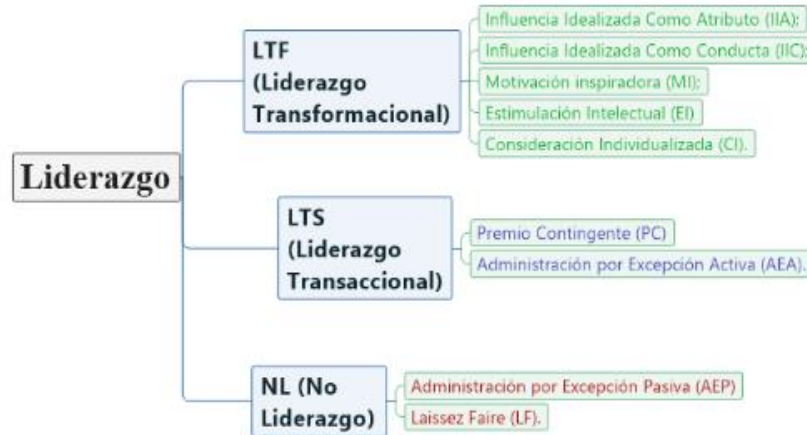 Liderazgo
LTF
(Liderazgo
Transformacional)
Influencia Idealizada Como Atributo (IIA);
Influencia Idealizada Como Conducta (IIC);
Motivación inspiradora (MI);
Estimulación Intelectual (EI)
Consideración Individualizada (CI).
LTS
(Liderazgo
Transaccional)
Premio Contingente (PC)
Administración por Excepción Activa (AEA).
NL (No
Liderazgo)
Administración por Excepción Pasiva (AEP)
Laissez Faire (LF).